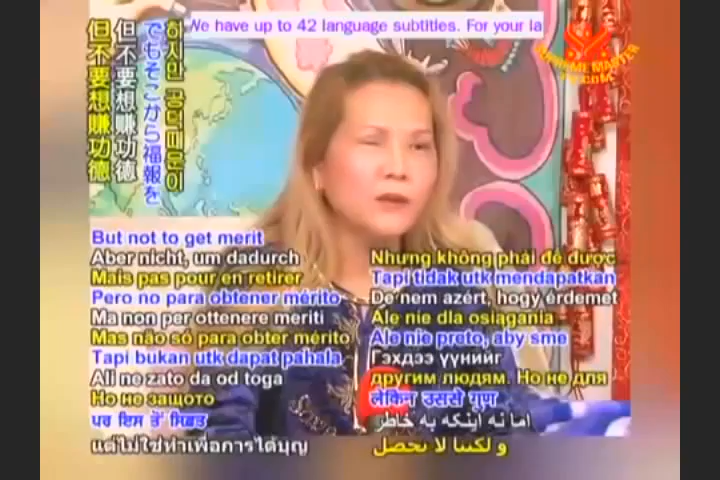 We have up to 42 language subtitles. For your la
SUPREME MASTER
TV.COM
但不要想賺功德
但不要想賺功德
でもそこから福報を
하지만 공덕때문이
But not to get merit
Aber nicht, um dadurch
Mais pas pour en retirer
Pero no para obtener mérito
Ma non per ottenere meriti
Mas não só para obter mérito
Tapi bukan utk dapat pahala
Ali ne zato da od toga
Но не защото
ਪਰ ਇਸ ਤੋਂ ਸਿਫ਼ਤ
แต่ไม่ใช่ทำเพื่อการได้บุญ
Nhưng không phải để được
Tapi tidak utk mendapatkan
De nem azért, hogy érdemet
Ale nie dla osiągania
Ale nie preto, aby sme
Гэхдээ үүнийг
другим людям. Но не для
लेकिन उससे गुण
اما نه اینکه به خاطر
و لكننا لا نحصل